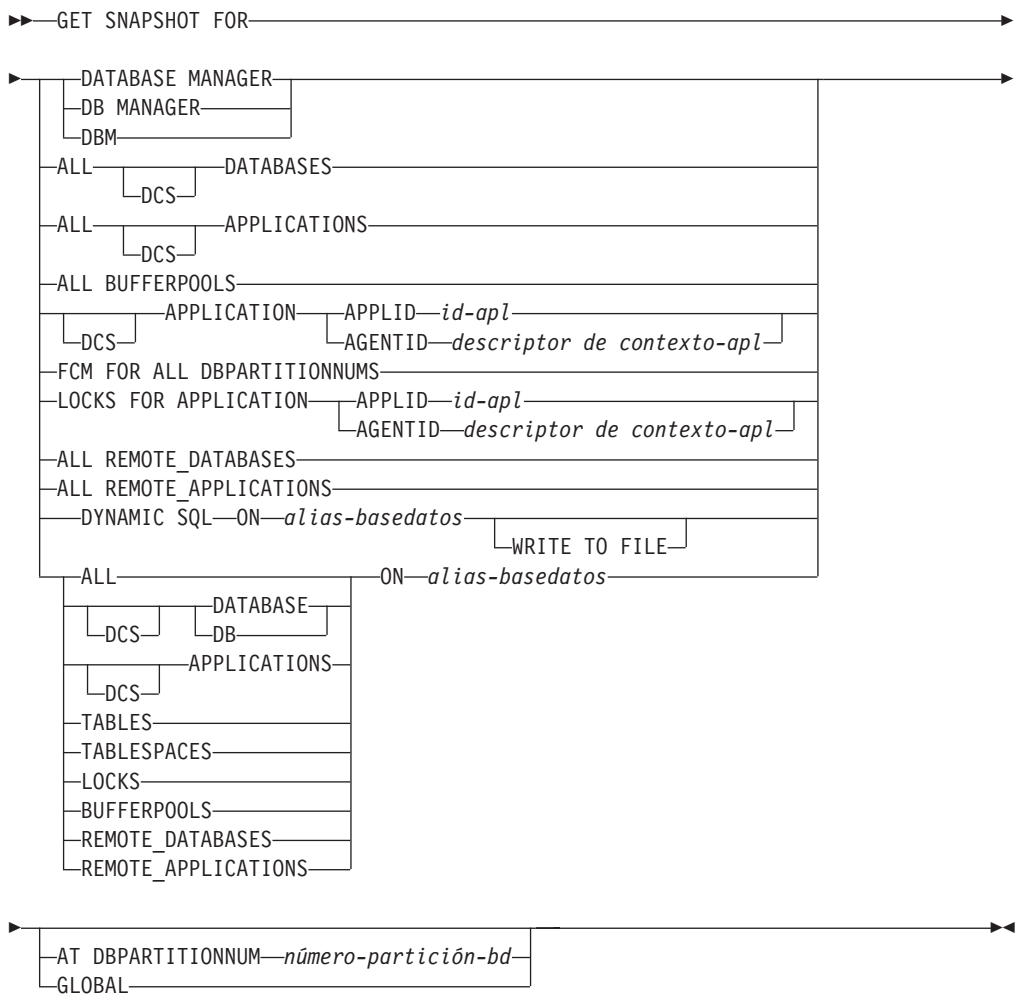 GET SNAPSHOT FOR
DATABASE MANAGER
DB MANAGER
DBM
ALL DATABASES
DCS
ALL APPLICATIONS
DCS
ALL BUFFERPOOLS
APPLICATION APPLID id-apl
DCS AGENTID descriptor de contexto-apl
FCM FOR ALL DBPARTITIONNUMS
LOCKS FOR APPLICATION APPLID id-apl
AGENTID descriptor de contexto-apl
ALL REMOTE_DATABASES
ALL REMOTE_APPLICATIONS
DYNAMIC SQL ON alias-basedatos
WRITE TO FILE
ALL ON alias-basedatos
DATABASE
DCS DB
APPLICATIONS
DCS
TABLES
TABLESPACES
LOCKS
BUFFERPOOLS
REMOTE_DATABASES
REMOTE_APPLICATIONS
AT DBPARTITIONNUM número-partición-bd
GLOBAL